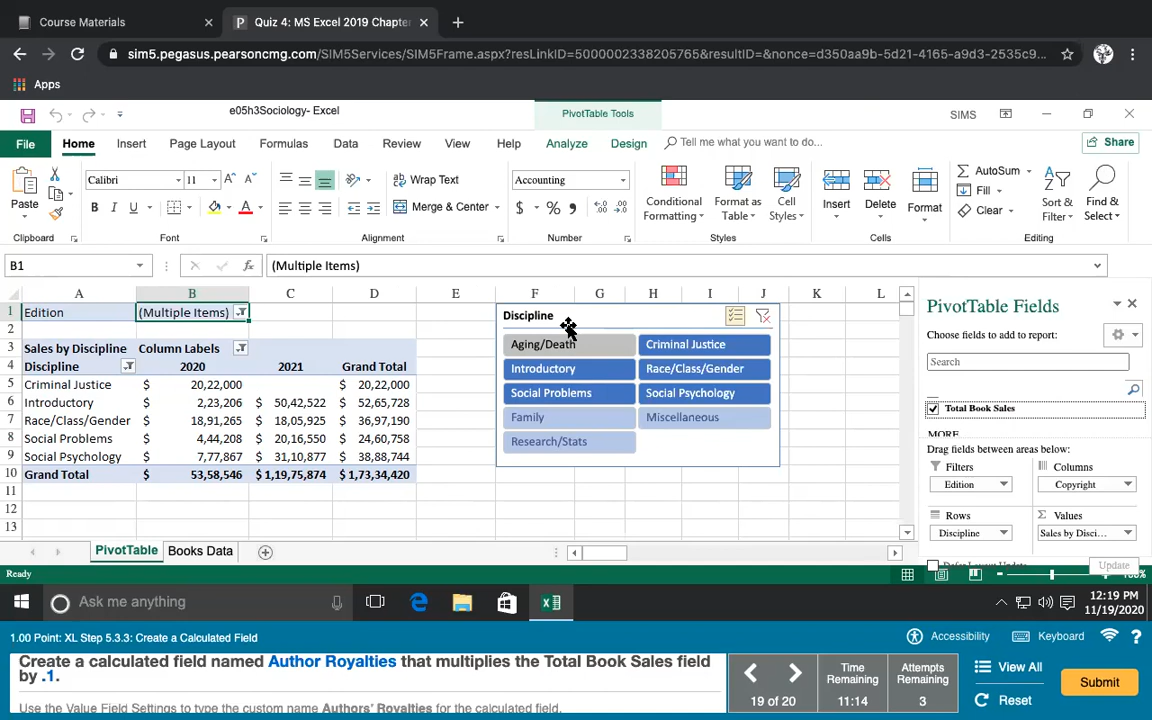 Course Materials × P Quiz 4: MS Excel 2019 Chapter × +
sim5.pegasus.pearsoncmg.com/SIM5Services/SIM5Frame.aspx?resLinkID=5000002338205765&resultID=&nonce=d350aa9b-5d21-4165-a9d3-2535c9...
Apps
e05h3Sociology- Excel PivotTable Tools SIMS
File Home Insert Page Layout Formulas Data Review View Help Analyze Design Tell me what you want to do... Share
Paste Calibri 11 A A Wrap Text Accounting Conditional Formatting Format as Table Cell Styles Insert Delete Format AutoSum Sort & Filter Find & Select
B I U A Merge & Center $ % , .00 Fill
Clear
Clipboard Font Alignment Number Styles Cells Editing
B1 fx (Multiple Items)
A B C D E F G H I J K L
1 Edition (Multiple Items)
2
3 Sales by Discipline Column Labels
4 Discipline 2020 2021 Grand Total
5 Criminal Justice $ 20,22,000 $ 20,22,000
6 Introductory $ 2,23,206 $ 50,42,522 $ 52,65,728
7 Race/Class/Gender $ 18,91,265 $ 18,05,925 $ 36,97,190
8 Social Problems $ 4,44,208 $ 20,16,550 $ 24,60,758
9 Social Psychology $ 7,77,867 $ 31,10,877 $ 38,88,744
10 Grand Total $ 53,58,546 $ 1,19,75,874 $ 1,73,34,420
11
12
13
Discipline
Aging/Death Criminal Justice
Introductory Race/Class/Gender
Social Problems Social Psychology
Family Miscellaneous
Research/Stats
PivotTable Fields
Choose fields to add to report:
Search
Total Book Sales
MORE
Drag fields between areas below:
Filters Columns
Edition Copyright
Rows Σ Values
Discipline Sales by Disci...
Defer Layout Update Update
PivotTable Books Data
Ready 100%
Ask me anything 12:19 PM
11/19/2020
1.00 Point: XL Step 5.3.3: Create a Calculated Field Accessibility Keyboard ?
Create a calculated field named Author Royalties that multiplies the Total Book Sales field
by .1.
Use the Value Field Settings to type the custom name Authors' Royalties for the calculated field.
19 of 20
Time Remaining
11:14
Attempts Remaining
3
View All
Reset
Submit